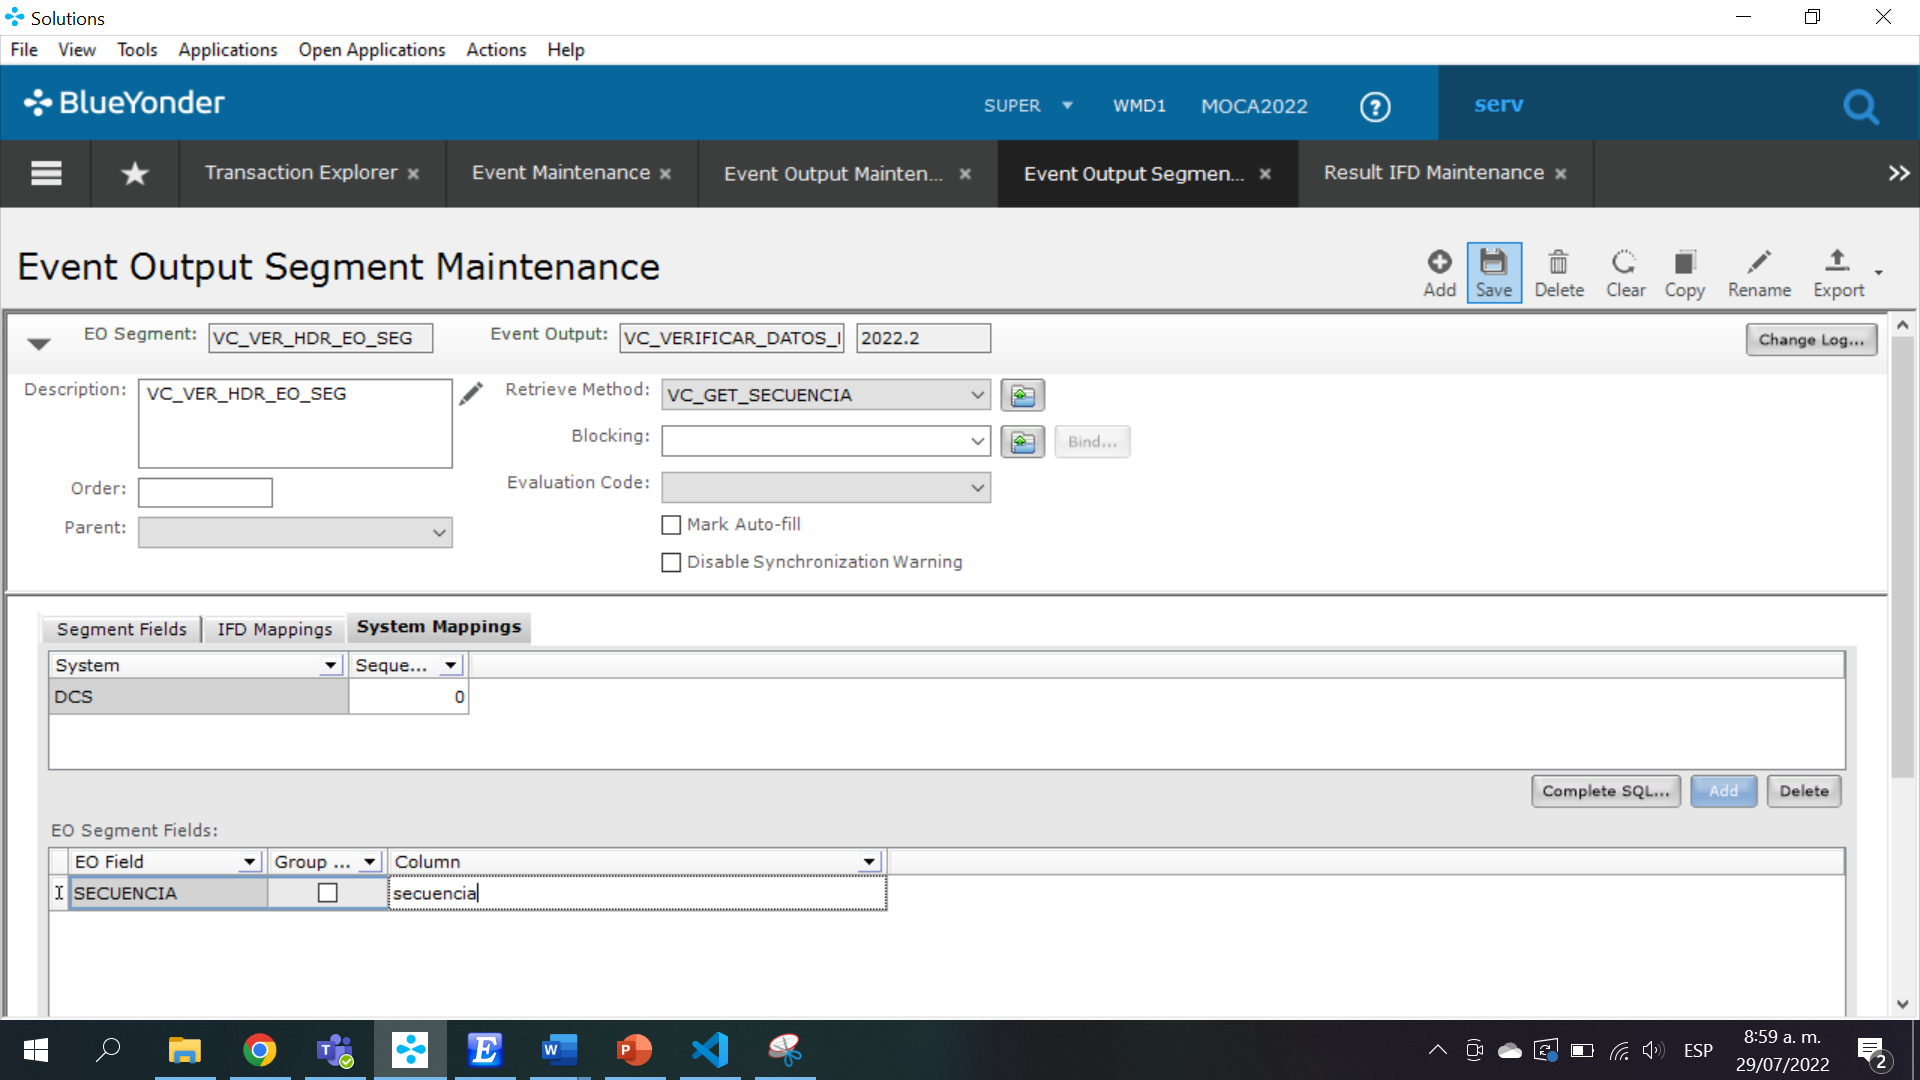 Solutions
File View Tools Applications Open Applications Actions Help
BlueYonder SUPER WMD1 MOCA2022 ? serv
Transaction Explorer × Event Maintenance × Event Output Mainten... × Event Output Segmen... × Result IFD Maintenance ×
Event Output Segment Maintenance
Add Save Delete Clear Copy Rename Export
EO Segment: VC_VER_HDR_EO_SEG Event Output: VC_VERIFICAR_DATOS_I 2022.2 Change Log...
Description: VC_VER_HDR_EO_SEG Retrieve Method: VC_GET_SECUENCIA
Blocking: Bind...
Order: Evaluation Code:
Parent: Mark Auto-fill
Disable Synchronization Warning
Segment Fields IFD Mappings System Mappings
System Seque...
DCS 0
Complete SQL... Add Delete
EO Segment Fields:
EO Field Group ... Column
SECUENCIA secuencia
ESP 8:59 a. m.
29/07/2022 2